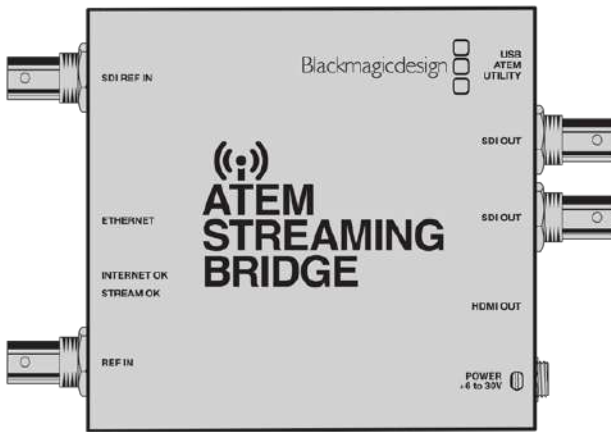 SDI REF IN
Blackmagicdesign
USB
ATEM
UTILITY
SDI OUT
ETHERNET
ATEM
STREAMING
BRIDGE
SDI OUT
INTERNET OK
STREAM OK
HDMI OUT
REF IN
POWER
+6 to 30V